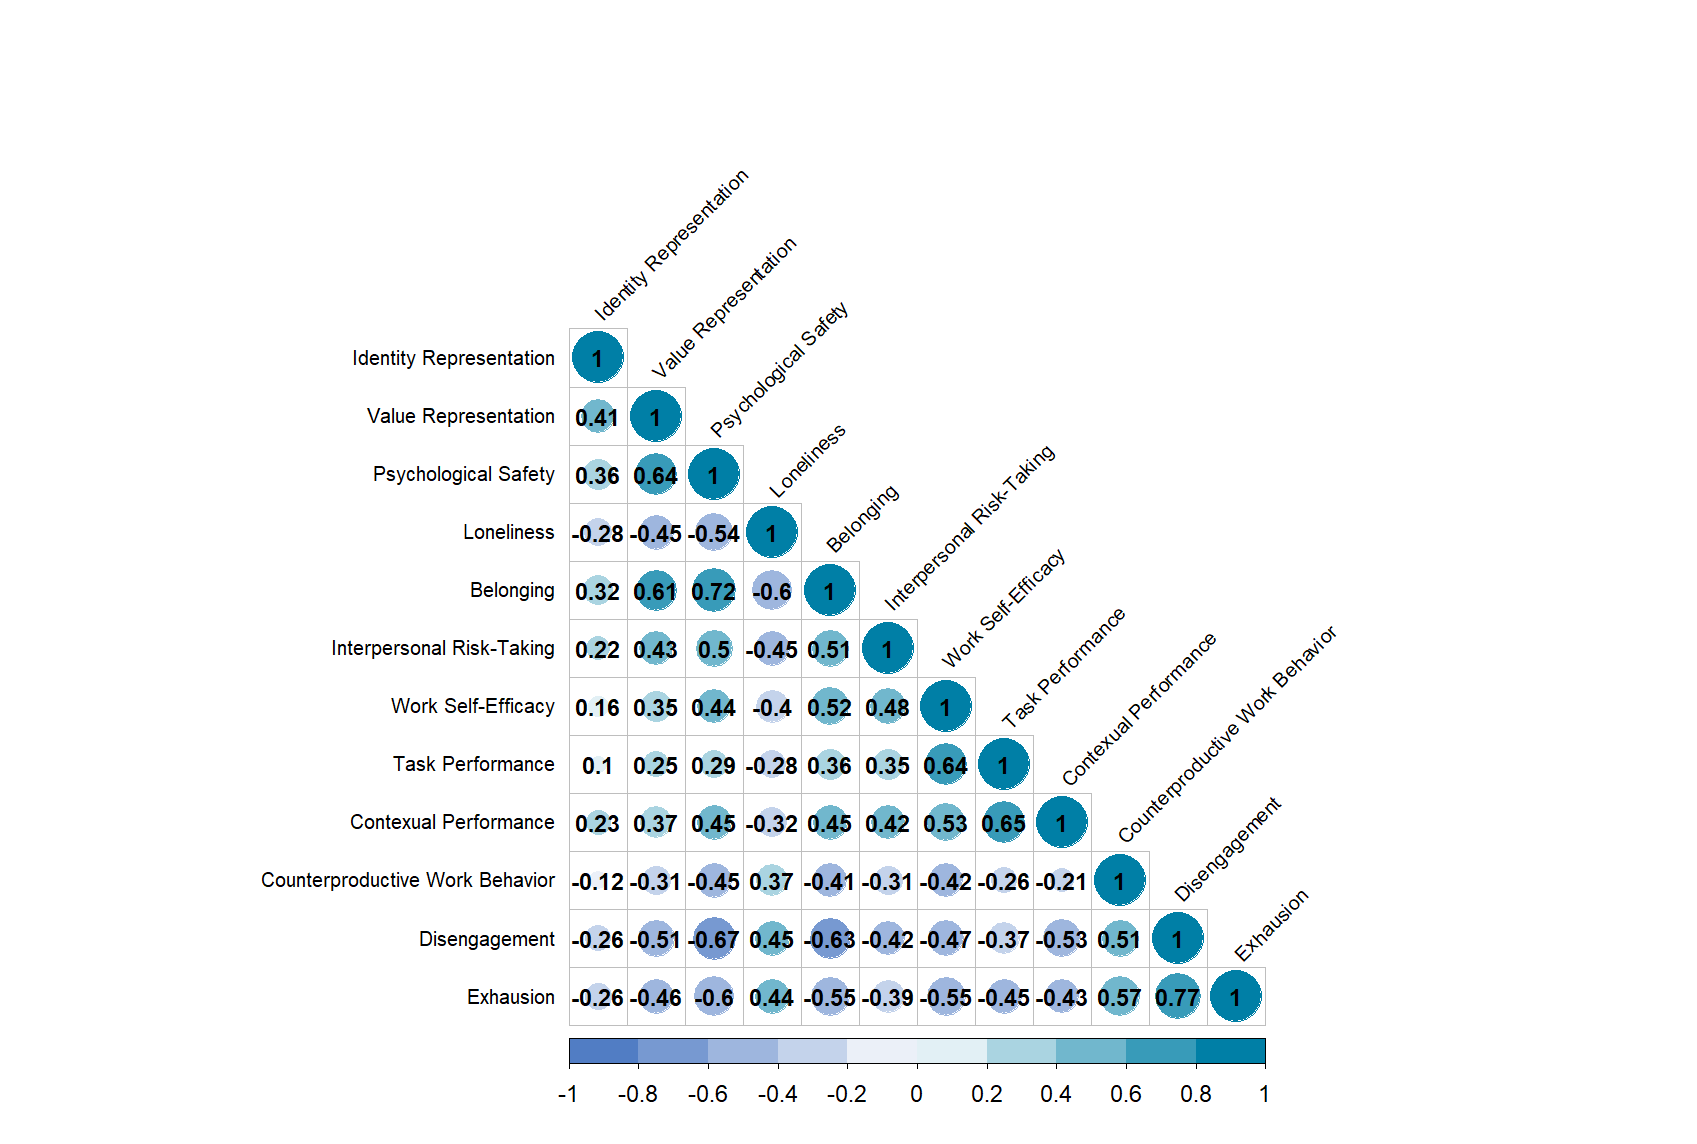 Identity Representation
Value Representation
Psychological Safety
Loneliness
Belonging
Interpersonal Risk-Taking
Work Self-Efficacy
Task Performance
Contexual Performance
Counterproductive Work Behavior
Disengagement
Exhausion
Identity Representation 1
Value Representation 0.41 1
Psychological Safety 0.36 0.64 1
Loneliness -0.28 -0.45 -0.54 1
Belonging 0.32 0.61 0.72 -0.6 1
Interpersonal Risk-Taking 0.22 0.43 0.5 -0.45 0.51 1
Work Self-Efficacy 0.16 0.35 0.44 -0.4 0.52 0.48 1
Task Performance 0.1 0.25 0.29 -0.28 0.36 0.35 0.64 1
Contexual Performance 0.23 0.37 0.45 -0.32 0.45 0.42 0.53 0.65 1
Counterproductive Work Behavior -0.12 -0.31 -0.45 0.37 -0.41 -0.31 -0.42 -0.26 -0.21 1
Disengagement -0.26 -0.51 -0.67 0.45 -0.63 -0.42 -0.47 -0.37 -0.53 0.51 1
Exhausion -0.26 -0.46 -0.6 0.44 -0.55 -0.39 -0.55 -0.45 -0.43 0.57 0.77 1
-1 -0.8 -0.6 -0.4 -0.2 0 0.2 0.4 0.6 0.8 1